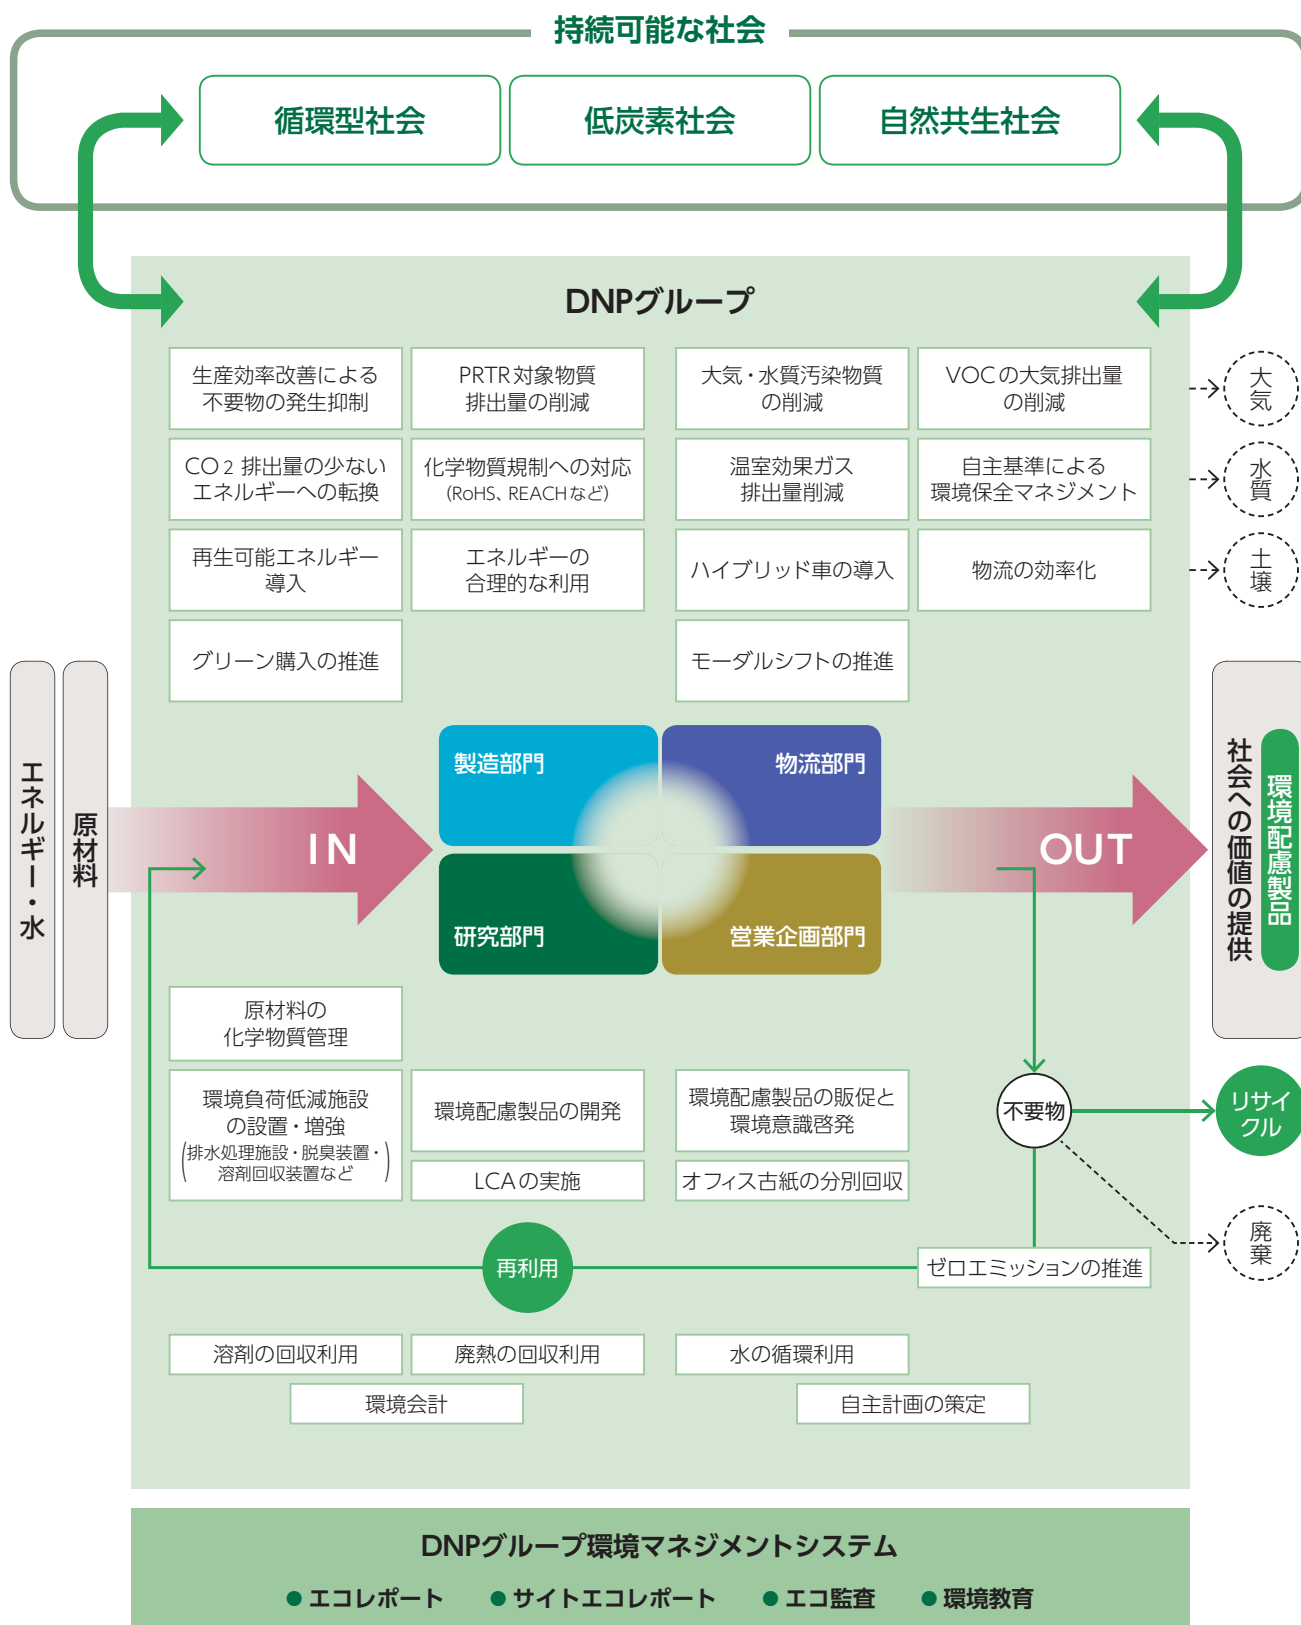 持続可能な社会
循環型社会
低炭素社会
自然共生社会
DNPグループ
生産効率改善による
不要物の発生抑制
PRTR対象物質
排出量の削減
大気・水質汚染物質
の削減
VOCの大気排出量
の削減
大気
CO2 排出量の少ない
エネルギーへの転換
化学物質規制への対応
(RoHS、REACHなど)
温室効果ガス
排出量削減
自主基準による
環境保全マネジメント
水質
再生可能エネルギー
導入
エネルギーの
合理的な利用
ハイブリッド車の導入
物流の効率化
土壌
グリーン購入の推進
モーダルシフトの推進
エネルギー・水
原材料
IN
製造部門
物流部門
研究部門
営業企画部門
OUT
社会への価値の提供
環境配慮製品
原材料の
化学物質管理
環境負荷低減施設
の設置・増強
(排水処理施設・脱臭装置・
溶剤回収装置など)
環境配慮製品の開発
環境配慮製品の販促と
環境意識啓発
不要物
リサイ
クル
LCAの実施
オフィス古紙の分別回収
廃棄
再利用
ゼロエミッションの推進
溶剤の回収利用
廃熱の回収利用
水の循環利用
環境会計
自主計画の策定
DNPグループ環境マネジメントシステム
●エコレポート ●サイトエコレポート ●エコ監査 ●環境教育